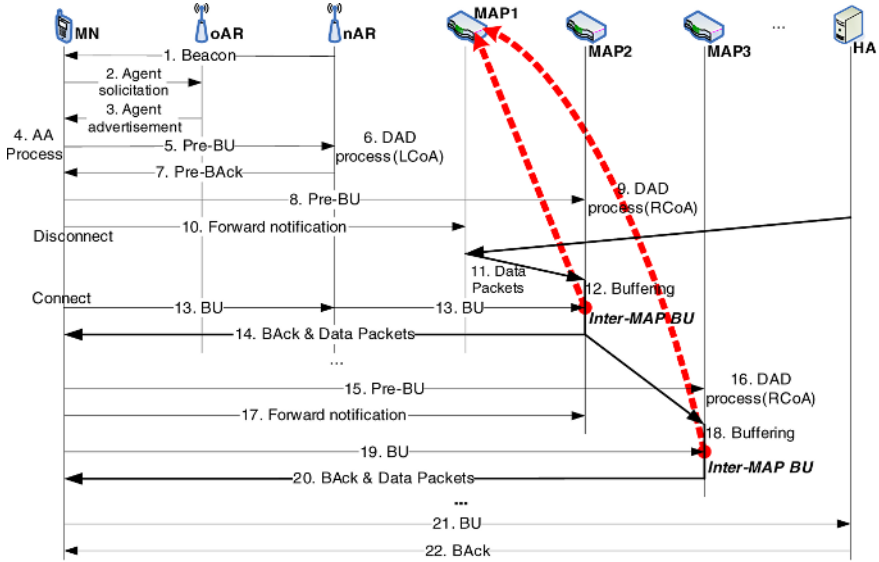 MN
oAR
nAR
MAP1
MAP2
MAP3
...
HA
1. Beacon
2. Agent
solicitation
3. Agent
advertisement
4. AA
Process
5. Pre-BU
6. DAD
process(LCoA)
7. Pre-BAck
8. Pre-BU
9. DAD
process(RCoA)
10. Forward notification
Disconnect
11. Data
Packets
12. Buffering
Connect
13. BU
13. BU
Inter-MAP BU
14. BAck & Data Packets
...
15. Pre-BU
16. DAD
process(RCoA)
17. Forward notification
18. Buffering
19. BU
Inter-MAP BU
20. BAck & Data Packets
...
21. BU
22. BAck